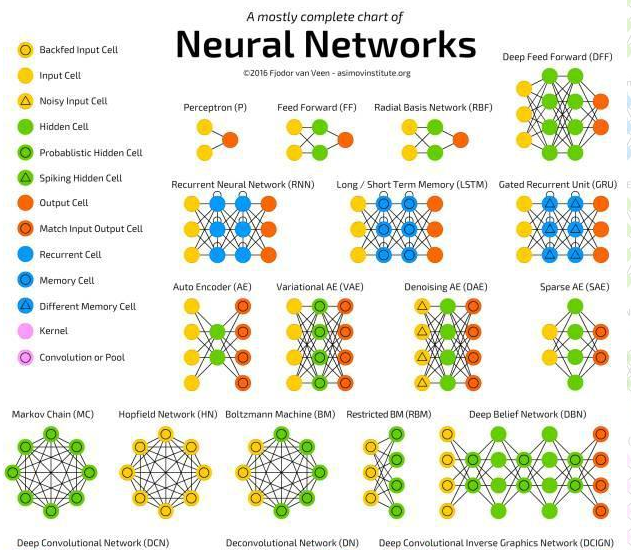 A mostly complete chart of
Neural Networks
©2016 Fjodor van Veen - asimovinstitute.org
Backfed Input Cell
Input Cell
Noisy Input Cell
Hidden Cell
Probablistic Hidden Cell
Spiking Hidden Cell
Output Cell
Match Input Output Cell
Recurrent Cell
Memory Cell
Different Memory Cell
Kernel
Convolution or Pool
Deep Feed Forward (DFF)
Perceptron (P)
Feed Forward (FF)
Radial Basis Network (RBF)
Recurrent Neural Network (RNN)
Long / Short Term Memory (LSTM)
Gated Recurrent Unit (GRU)
Auto Encoder (AE)
Variational AE (VAE)
Denoising AE (DAE)
Sparse AE (SAE)
Markov Chain (MC)
Hopfield Network (HN)
Boltzmann Machine (BM)
Restricted BM (RBM)
Deep Belief Network (DBN)
Deep Convolutional Network (DCN)
Deconvolutional Network (DN)
Deep Convolutional Inverse Graphics Network (DCIGN)